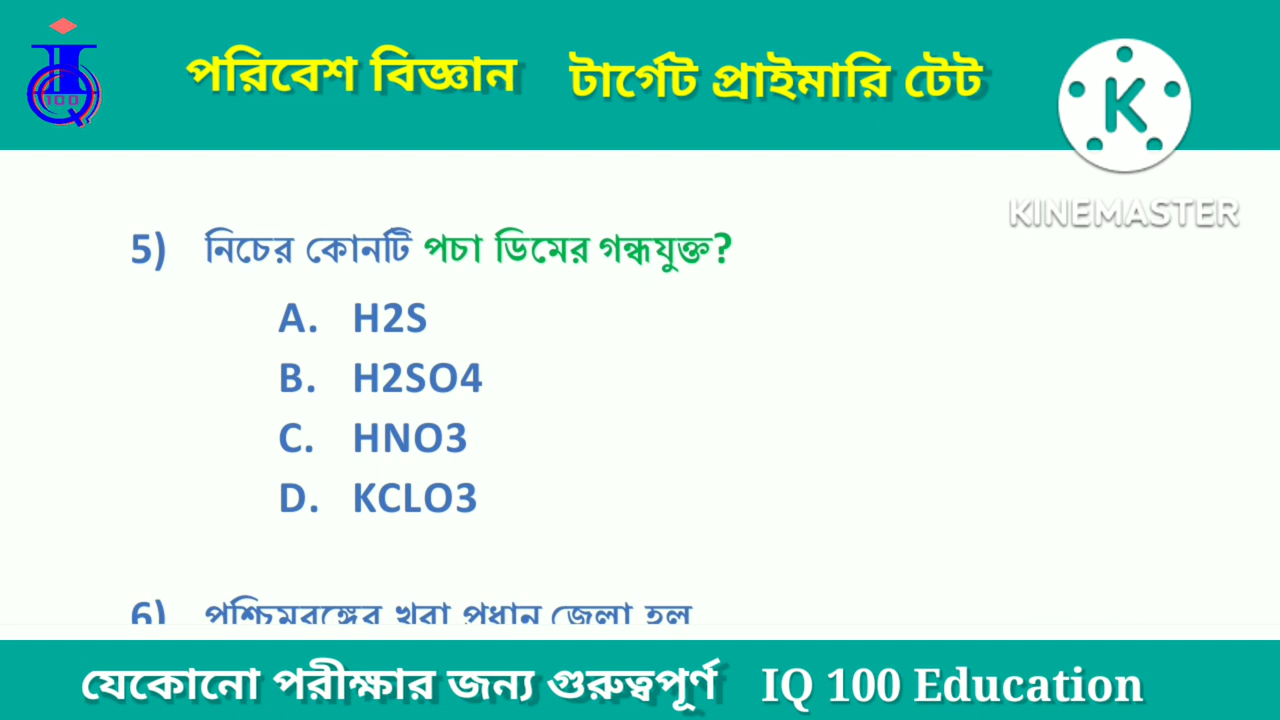 পরিবেশ বিজ্ঞান টার্গেট প্রাইমারি টেট
100
KINEMASTER
5) নিচের কোনটি পচা ডিমের গন্ধযুক্ত?
A. H2S
B. H2SO4
C. HNO3
D. KCLO3
6) পশ্চিমবঙ্গের খরা প্রধান জেলা হল
যেকোনো পরীক্ষার জন্য গুরুত্বপূর্ণ IQ 100 Education